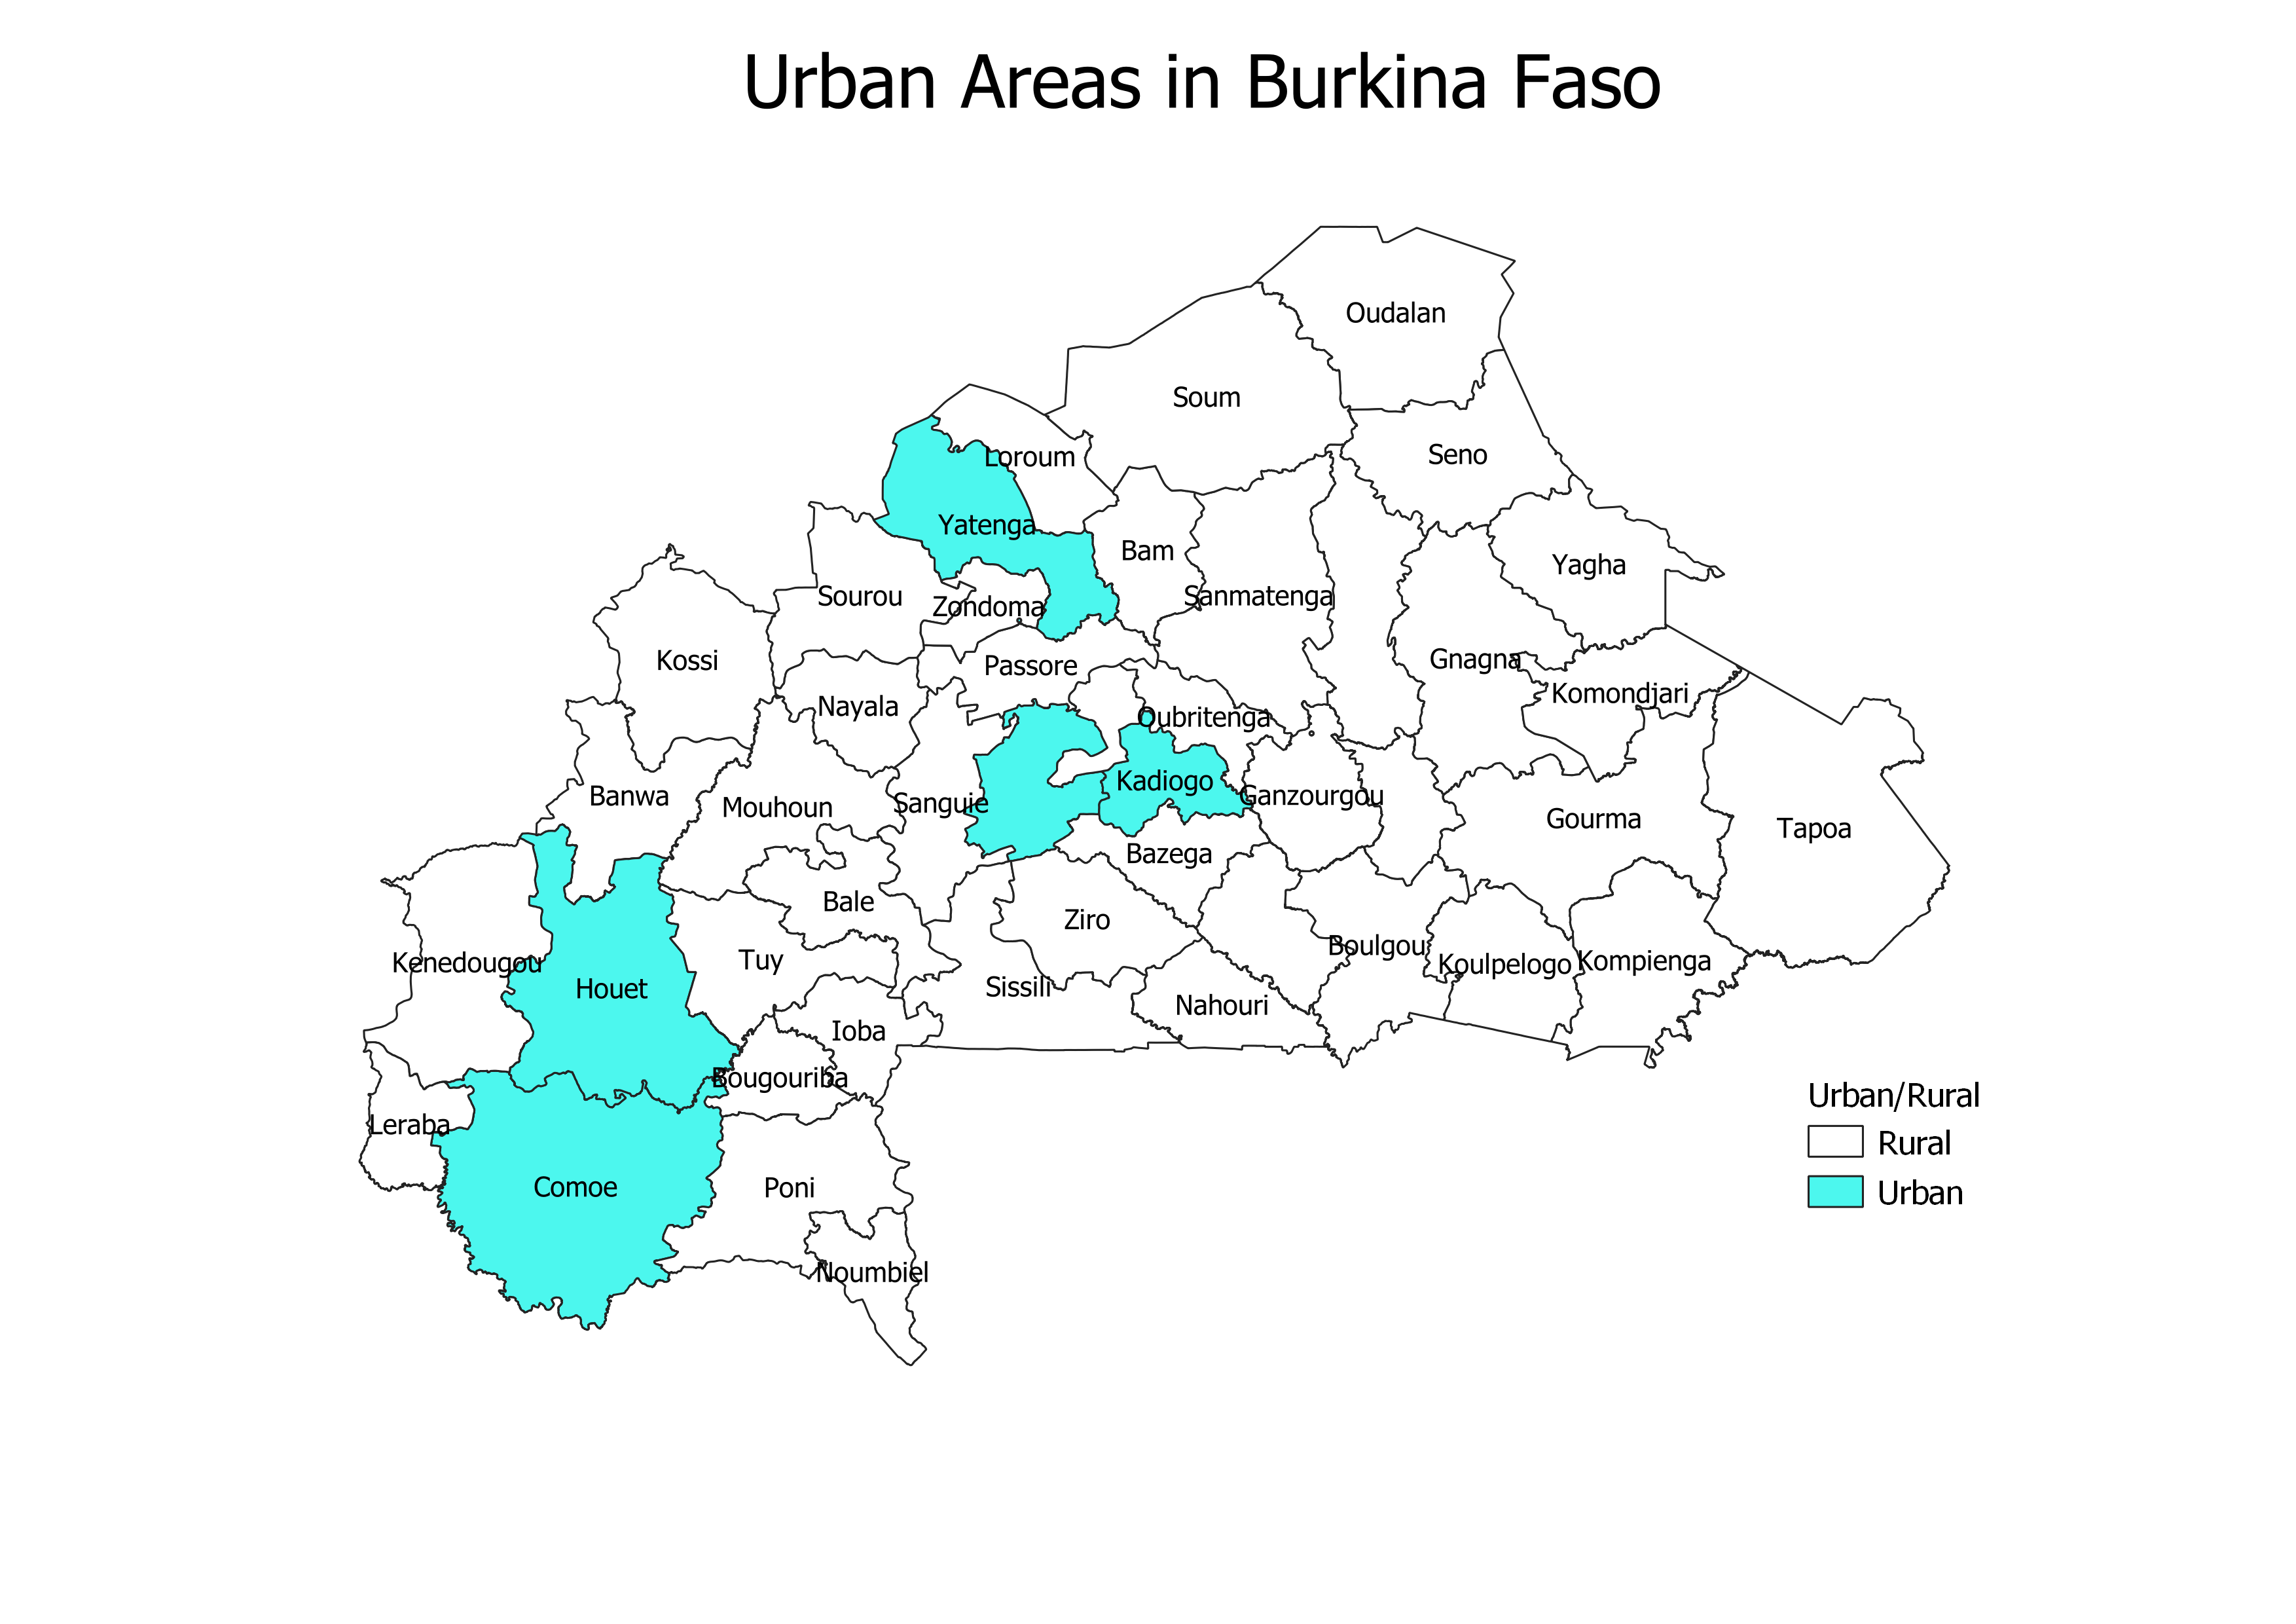 Urban Areas in Burkina Faso
Oudalan
Soum
Seno
Loroum
Yatenga
Bam
Yagha
Sourou
Zondoma
Sanmatenga
Kossi
Passore
Gnagna
Komondjari
Nayala
Oubritenga
Kadiogo
Banwa
Mouhoun
Sanguie
Ganzourgou
Gourma
Tapoa
Bazega
Bale
Ziro
Boulgou
Kenedougou
Tuy
Koulpelogo
Kompienga
Houet
Sissili
Nahouri
Ioba
Bougouriba
Urban/Rural
Leraba
Rural
Comoe
Poni
Urban
Noumbiel